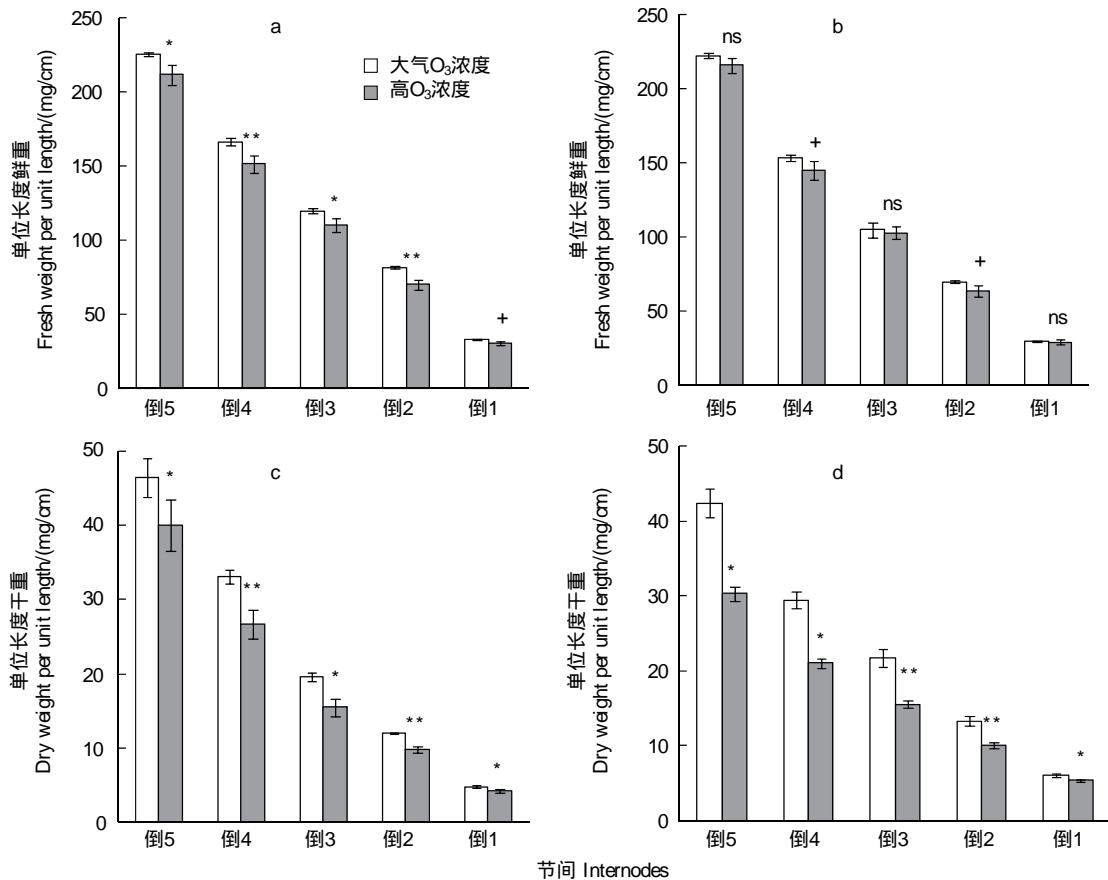 a
大气O₃浓度
高O₃浓度
*
**
*
**
+
250
200
150
100
50
0
单位长度鲜重
Fresh weight per unit length/(mg/cm)
倒5 倒4 倒3 倒2 倒1
b
ns
+
ns
+
ns
250
200
150
100
50
0
单位长度鲜重
Fresh weight per unit length/(mg/cm)
倒5 倒4 倒3 倒2 倒1
c
*
**
*
**
*
50
40
30
20
10
0
单位长度干重
Dry weight per unit length/(mg/cm)
倒5 倒4 倒3 倒2 倒1
d
*
*
**
**
*
50
40
30
20
10
0
单位长度干重
Dry weight per unit length/(mg/cm)
倒5 倒4 倒3 倒2 倒1
节间 Internodes